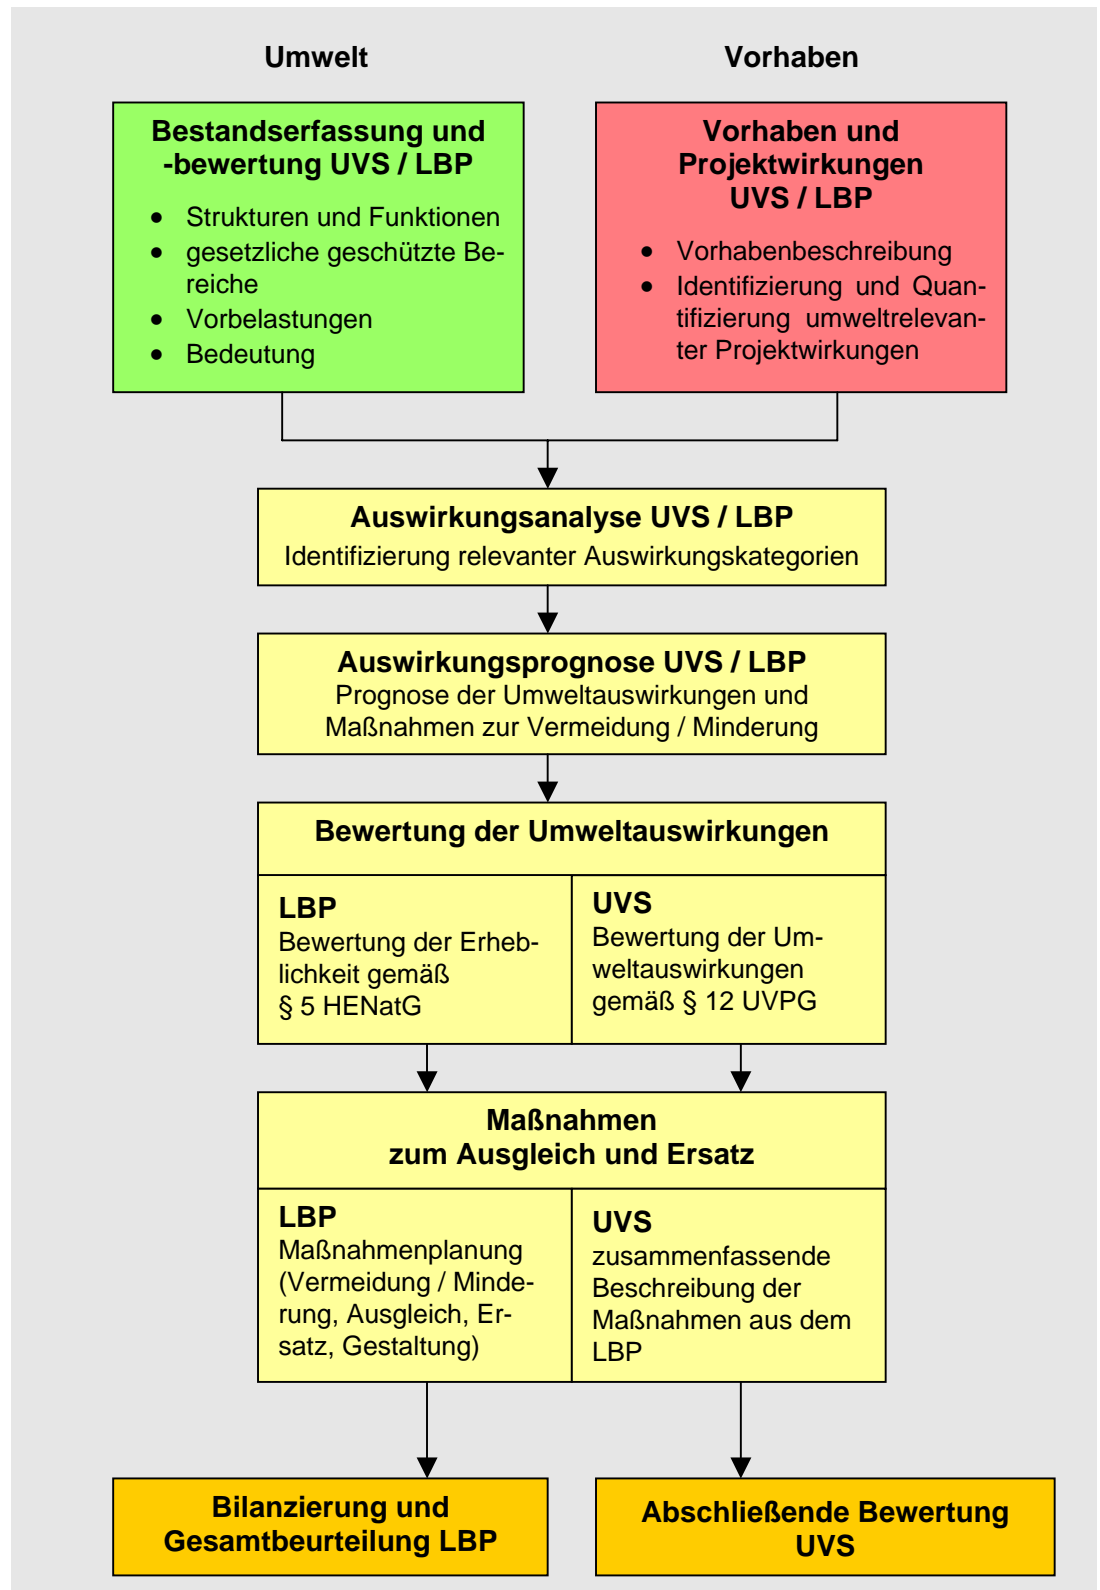 Umwelt
Vorhaben
Bestandserfassung und
-bewertung UVS / LBP
• Strukturen und Funktionen
• gesetzliche geschützte Be-
reiche
• Vorbelastungen
• Bedeutung
Vorhaben und
Projektwirkungen
UVS / LBP
• Vorhabenbeschreibung
• Identifizierung und Quan-
tifizierung umweltrelevan-
ter Projektwirkungen
Auswirkungsanalyse UVS / LBP
Identifizierung relevanter Auswirkungskategorien
Auswirkungsprognose UVS / LBP
Prognose der Umweltauswirkungen und
Maßnahmen zur Vermeidung / Minderung
Bewertung der Umweltauswirkungen
LBP
Bewertung der Erheb-
lichkeit gemäß
§ 5 HENatG
UVS
Bewertung der Um-
weltauswirkungen
gemäß § 12 UVPG
Maßnahmen
zum Ausgleich und Ersatz
LBP
Maßnahmenplanung
(Vermeidung / Minde-
rung, Ausgleich, Er-
satz, Gestaltung)
UVS
zusammenfassende
Beschreibung der
Maßnahmen aus dem
LBP
Bilanzierung und
Gesamtbeurteilung LBP
Abschließende Bewertung
UVS